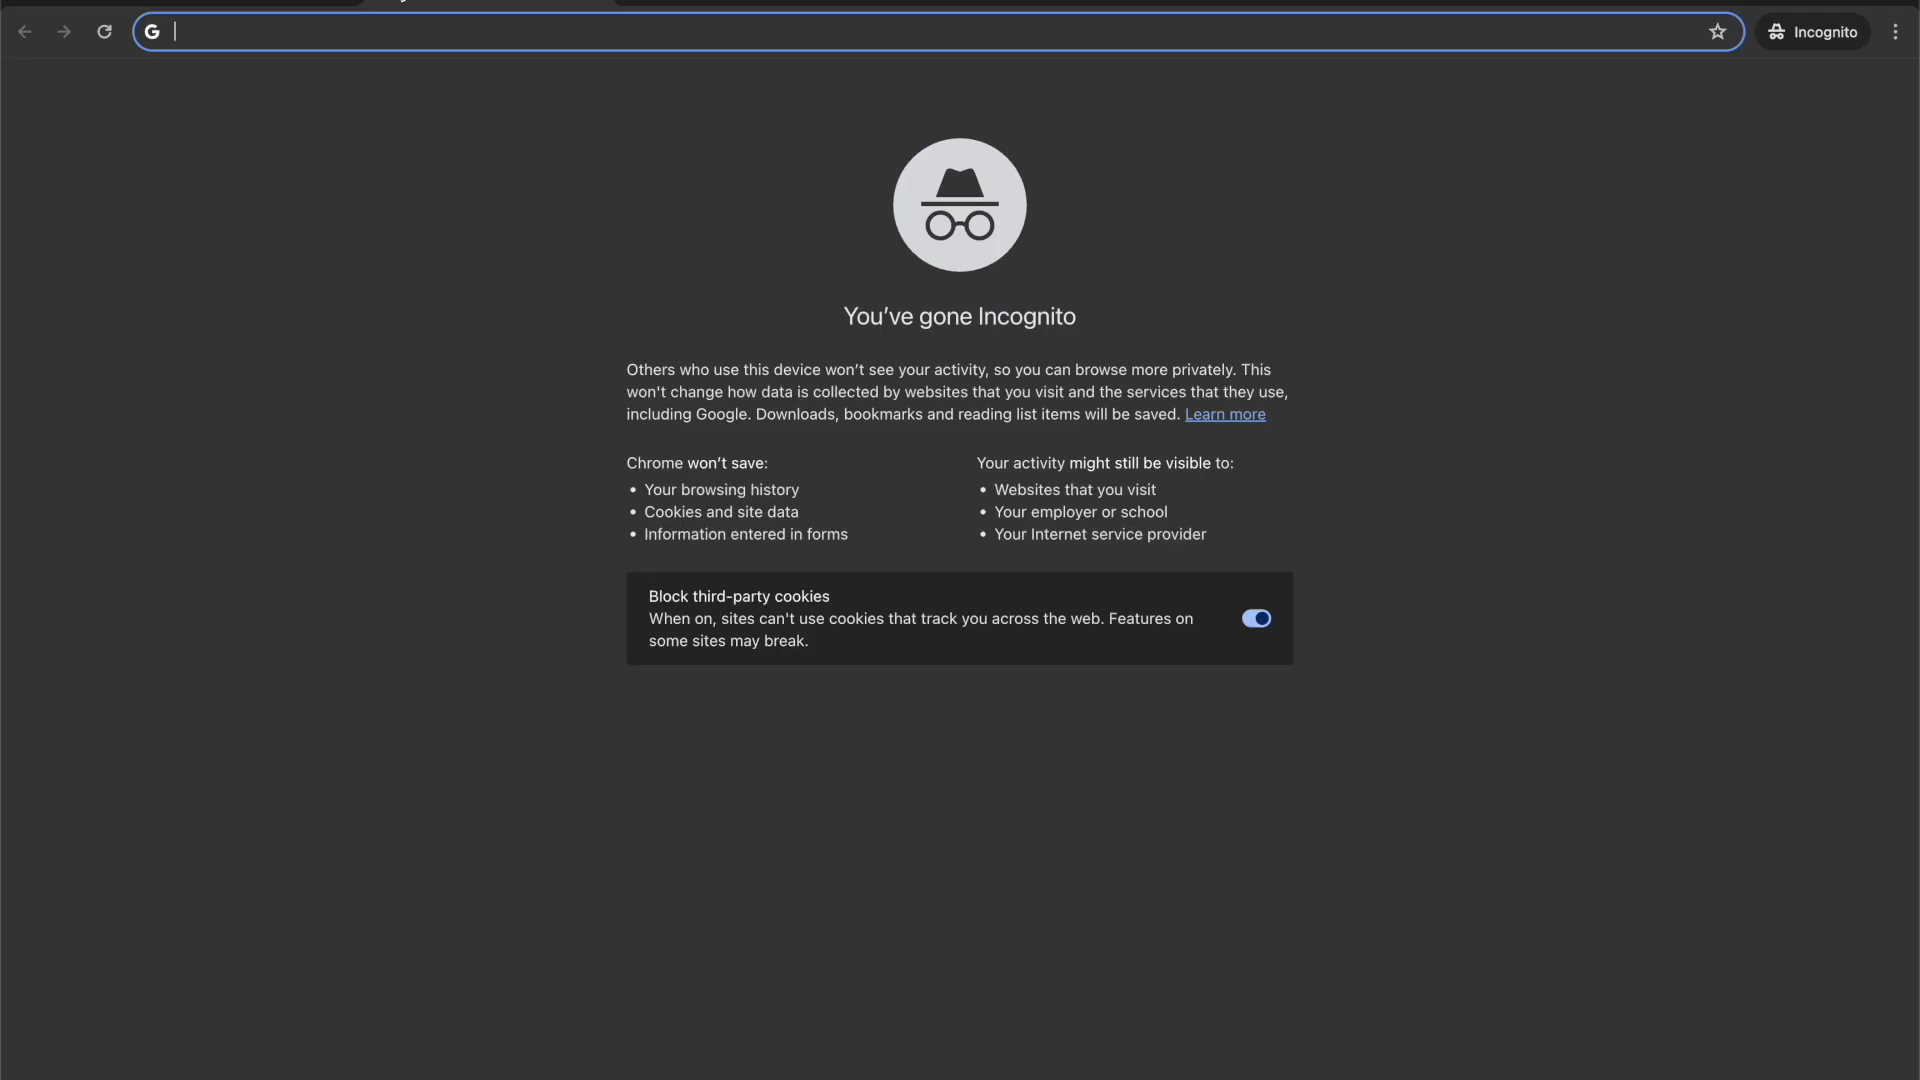 G
Incognito
You’ve gone Incognito
Others who use this device won’t see your activity, so you can browse more privately. This
won't change how data is collected by websites that you visit and the services that they use,
including Google. Downloads, bookmarks and reading list items will be saved. Learn more
Chrome won’t save:
• Your browsing history
• Cookies and site data
• Information entered in forms
Your activity might still be visible to:
• Websites that you visit
• Your employer or school
• Your Internet service provider
Block third-party cookies
When on, sites can't use cookies that track you across the web. Features on
some sites may break.